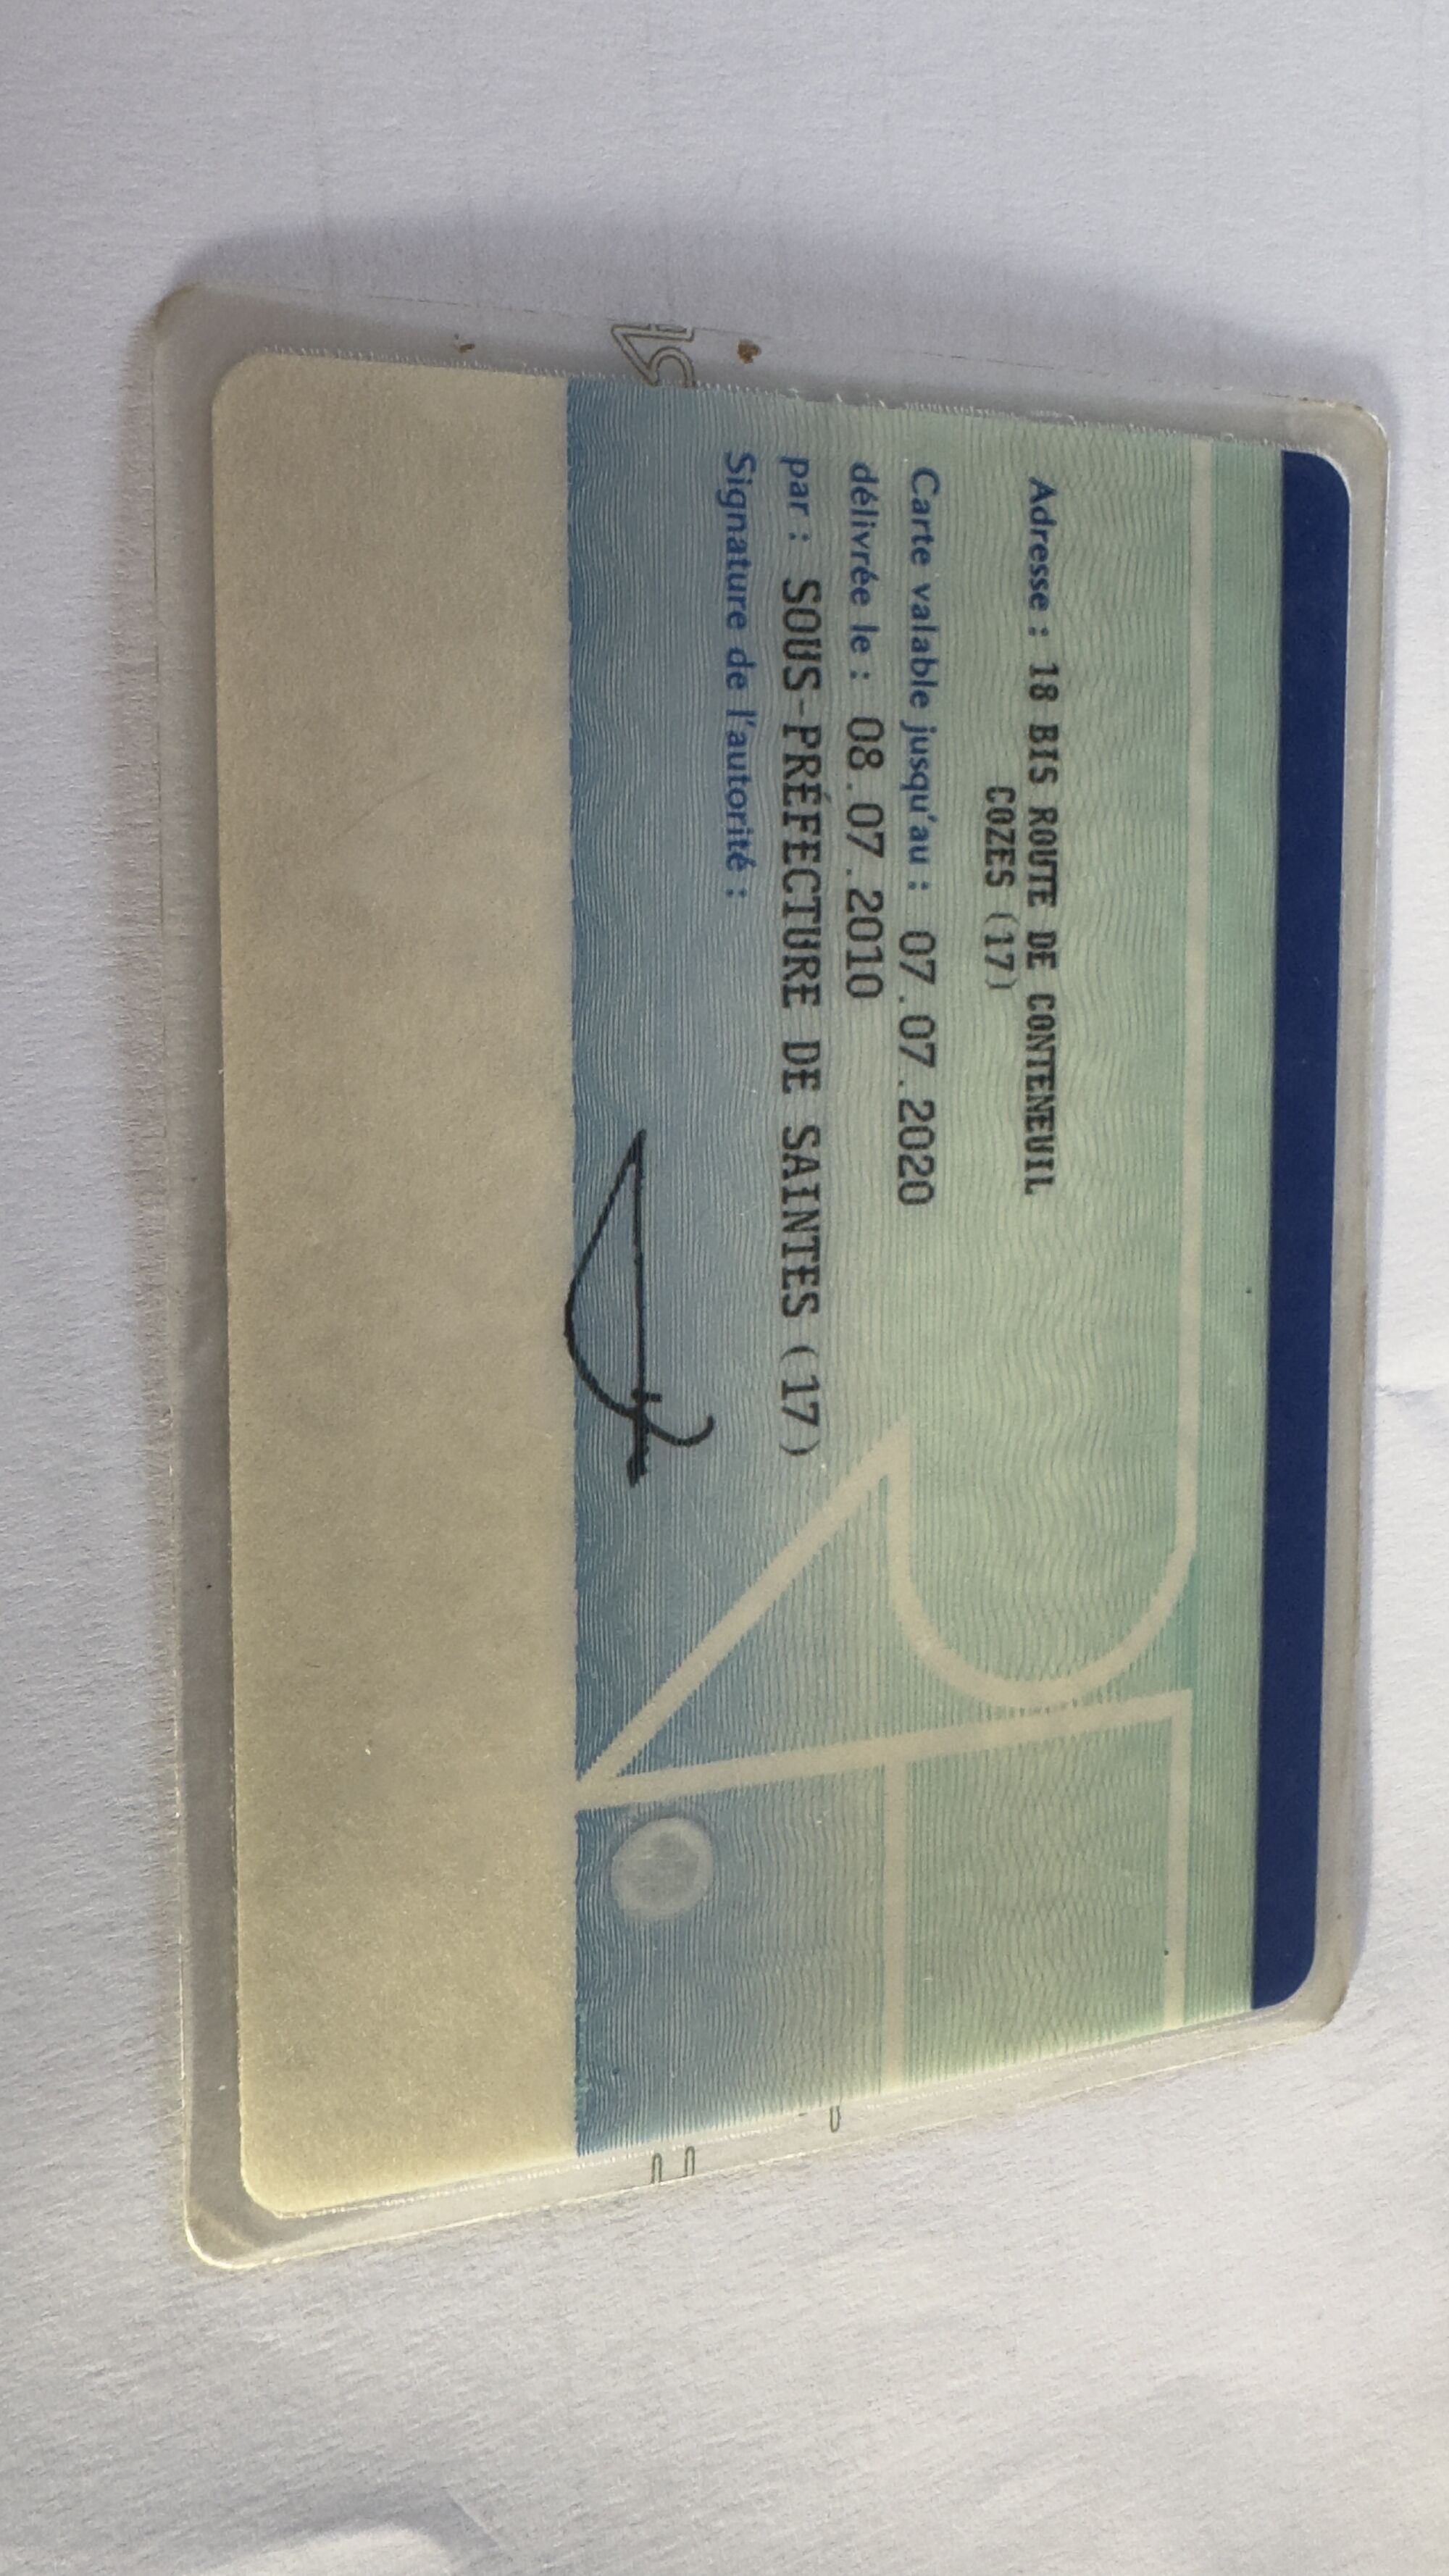 Adresse : 18 BIS ROUTE DE CONTENEUIL
COZES (17)
Carte valable jusqu'au : 07.07.2020
délivrée le : 08.07.2010
par : SOUS-PRÉFECTURE DE SAINTES (17)
Signature de l'autorité :